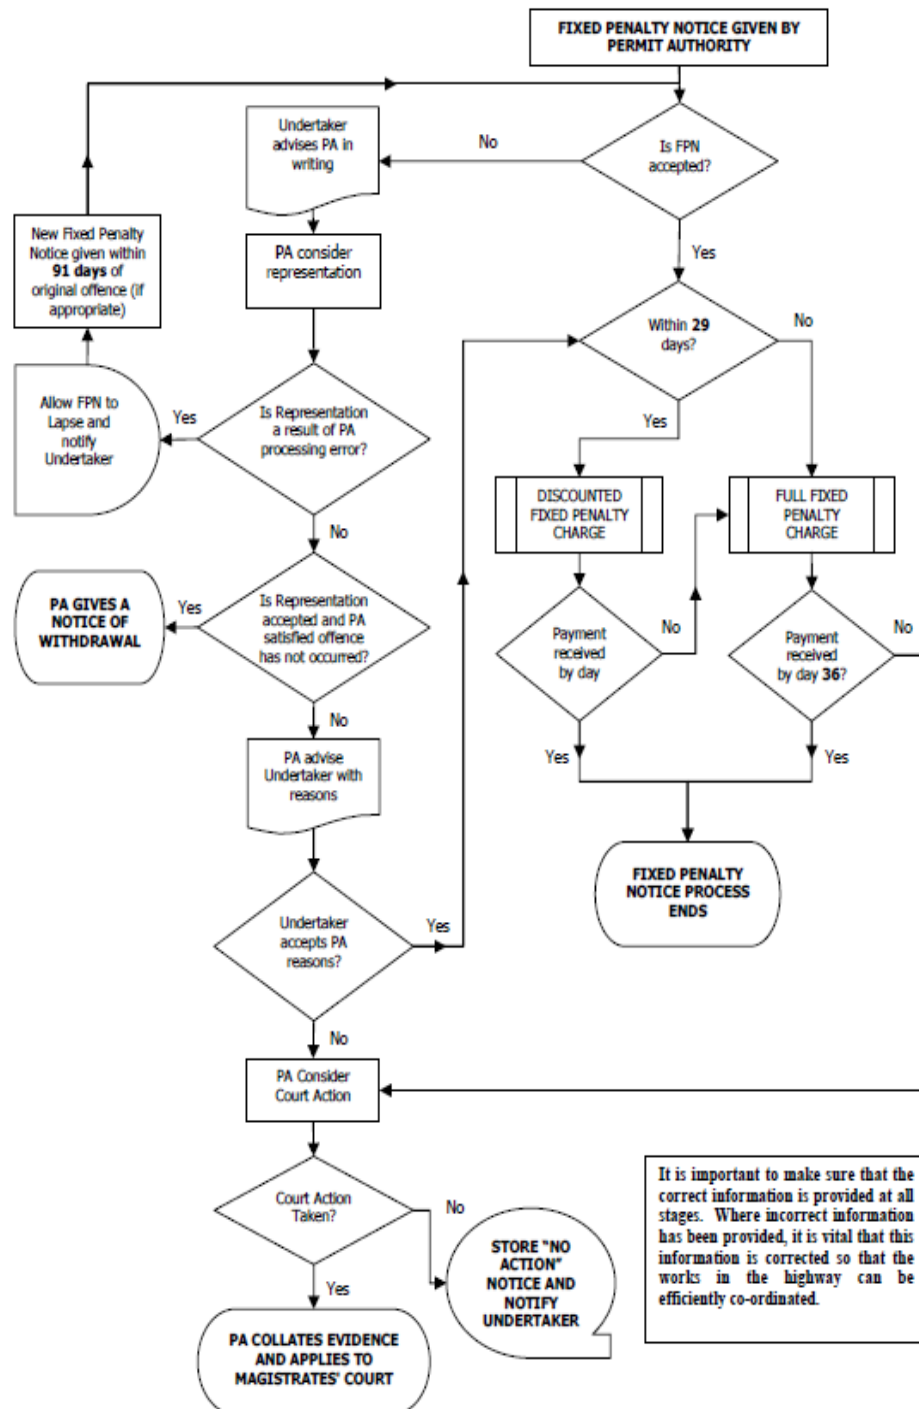 FIXED PENALTY NOTICE GIVEN BY
PERMIT AUTHORITY
Undertaker
advises PA in
writing
No
Is FPN
accepted?
New Fixed Penalty
Notice given within
91 days of
original offence (if
appropriate)
PA consider
representation
Yes
Within 29
days?
No
Allow FPN to
Lapse and
notify
Undertaker
Yes
Is Representation
a result of PA
processing error?
Yes
DISCOUNTED
FIXED PENALTY
CHARGE
FULL FIXED
PENALTY
CHARGE
No
PA GIVES A
NOTICE OF
WITHDRAWAL
Yes
Is Representation
accepted and PA
satisfied offence
has not occurred?
Payment
received
by day
No
Payment
received
by day 36?
No
No
PA advise
Undertaker with
reasons
Yes
Yes
FIXED PENALTY
NOTICE PROCESS
ENDS
Undertaker
accepts PA
reasons?
Yes
No
PA Consider
Court Action
Court Action
Taken?
No
STORE "NO
ACTION"
NOTICE AND
NOTIFY
UNDERTAKER
Yes
PA COLLATES EVIDENCE
AND APPLIES TO
MAGISTRATES' COURT
It is important to make sure that the
correct information is provided at all
stages. Where incorrect information
has been provided, it is vital that this
information is corrected so that the
works in the highway can be
efficiently co-ordinated.